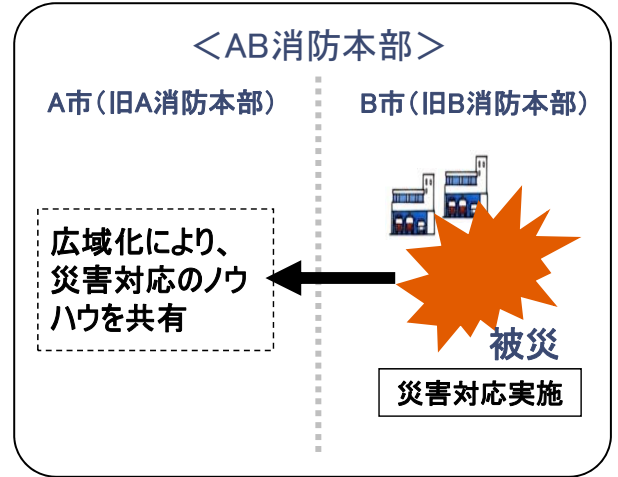 ＜AB消防本部＞
A市（旧A消防本部）
B市（旧B消防本部）
広域化により、
災害対応のノウ
ハウを共有
被災
災害対応実施